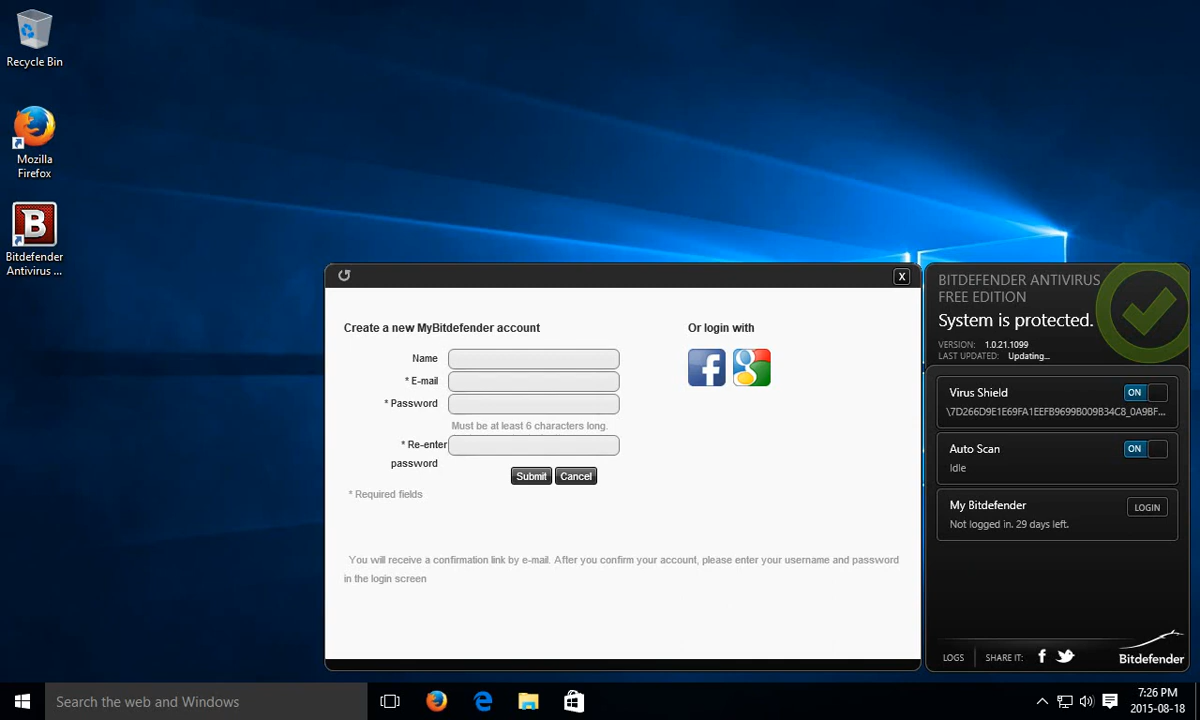 Recycle Bin
Mozilla
Firefox
B
Bitdefender
Antivirus ...
X
Create a new MyBitdefender account
Or login with
Name
* E-mail
* Password
Must be at least 6 characters long.
* Re-enter
password
Submit Cancel
* Required fields
You will receive a confirmation link by e-mail. After you confirm your account, please enter your username and password
in the login screen
BITDEFENDER ANTIVIRUS
FREE EDITION
System is protected.
VERSION: 1.0.21.1099
LAST UPDATED: Updating...
Virus Shield ON
\7D266D9E1E69FA1EEFB9699B009B34C8_0A9BF...
Auto Scan ON
Idle
My Bitdefender LOGIN
Not logged in. 29 days left.
LOGS SHARE IT: Bitdefender
Search the web and Windows
7:26 PM
2015-08-18